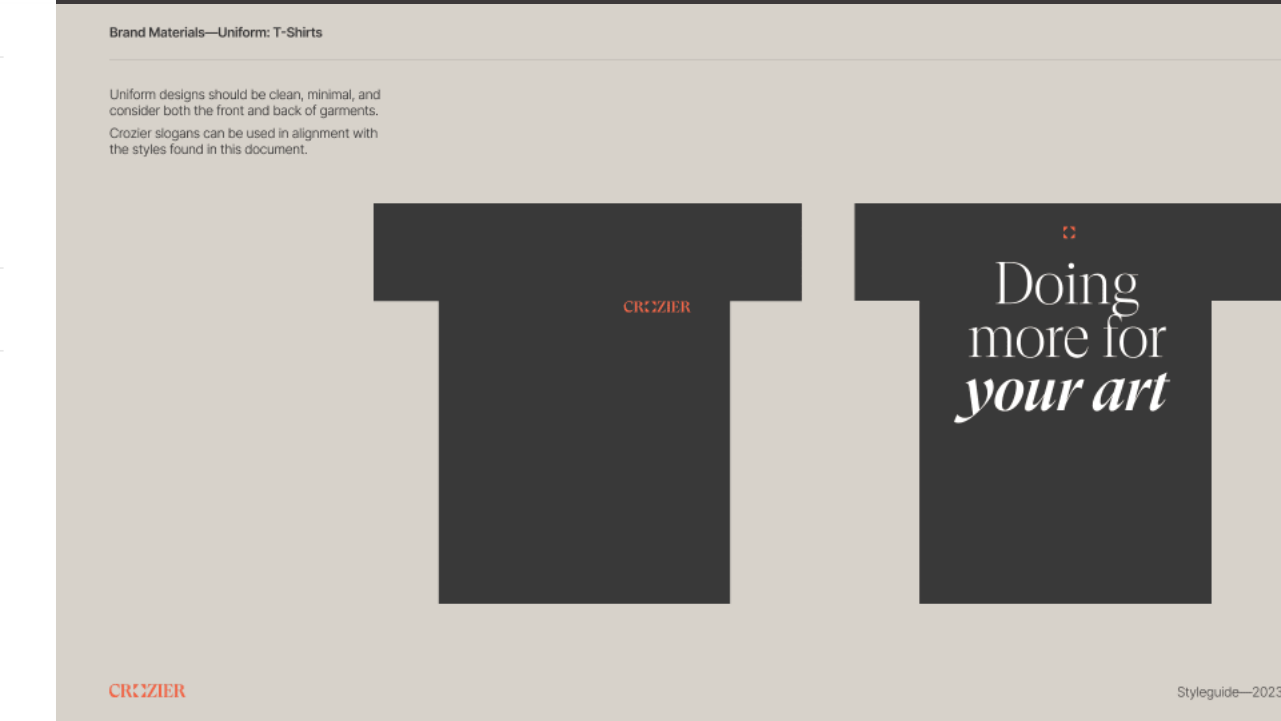 Brand Materials—Uniform: T-Shirts
Uniform designs should be clean, minimal, and
consider both the front and back of garments.
Crozier slogans can be used in alignment with
the styles found in this document.
CROZIER
Doing
more for
your art
CROZIER
Styleguide—2023